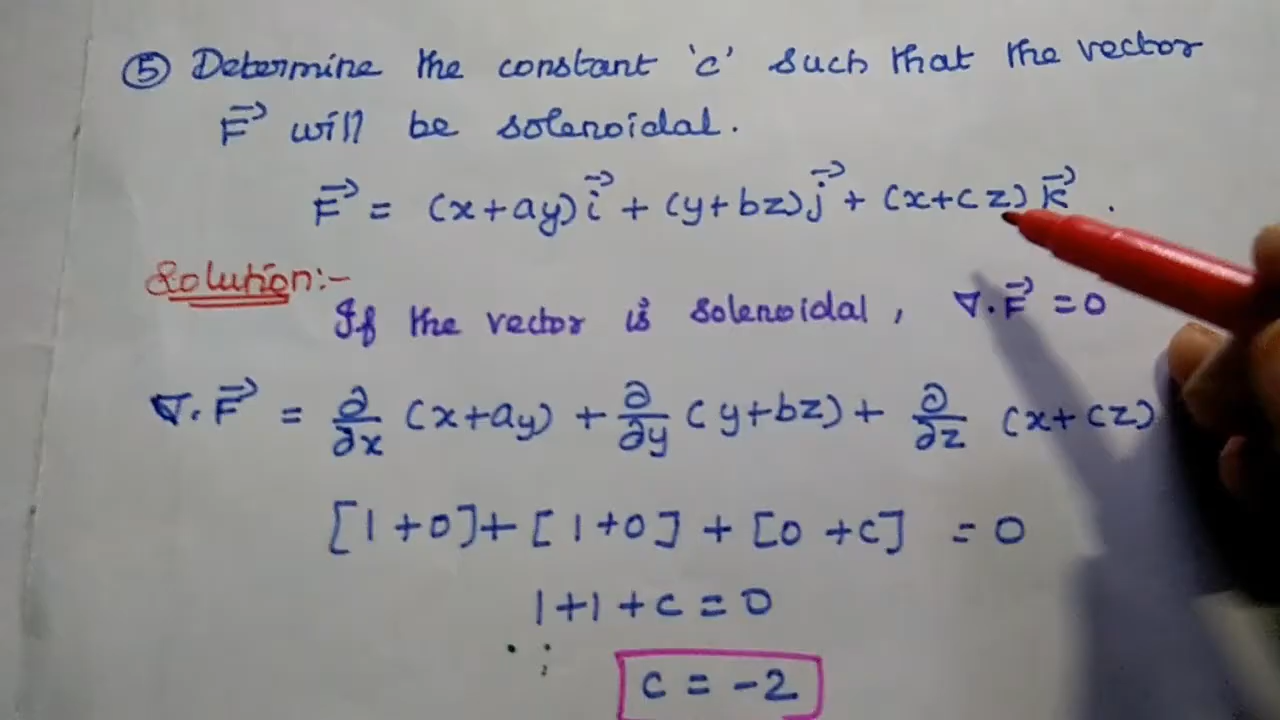 ⑤ Determine the constant 'c' such that the vector
F⃗ will be solenoidal.
F⃗ = (x+ay)i⃗ + (y+bz)j⃗ + (x+cz)k⃗ .
Solution:-
If the vector is solenoidal, ∇.F⃗ = 0
∇.F⃗ = ∂/∂x (x+ay) + ∂/∂y (y+bz) + ∂/∂z (x+cz)
[1+0]+[1+0] + [0+c] = 0
1+1+c = 0
c = -2